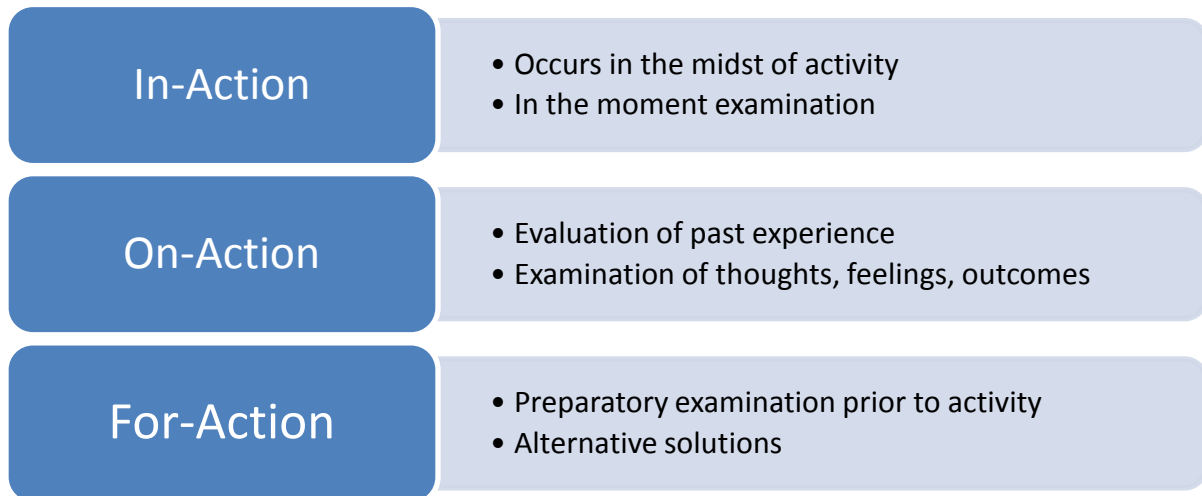 In-Action
• Occurs in the midst of activity
• In the moment examination
On-Action
• Evaluation of past experience
• Examination of thoughts, feelings, outcomes
For-Action
• Preparatory examination prior to activity
• Alternative solutions